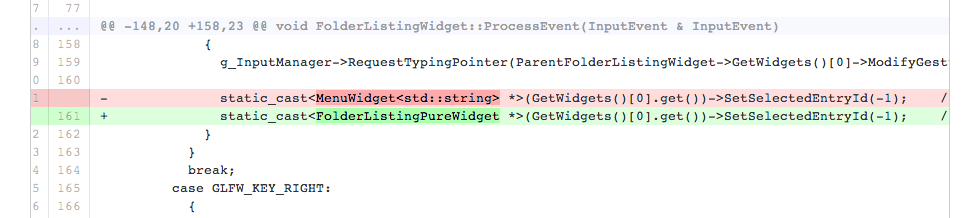 7 77
. ... @@ -148,20 +158,23 @@ void FolderListingWidget::ProcessEvent(InputEvent & InputEvent)
8 158 {
9 159 g_InputManager->RequestTypingPointer(ParentFolderListingWidget->GetWidgets()[0]->ModifyGest
0 160
1 - static_cast<MenuWidget<std::string> *>(GetWidgets()[0].get())->SetSelectedEntryId(-1); /
161 + static_cast<FolderListingPureWidget *>(GetWidgets()[0].get())->SetSelectedEntryId(-1); /
2 162 }
3 163 }
4 164 break;
5 165 case GLFW_KEY_RIGHT:
6 166 {